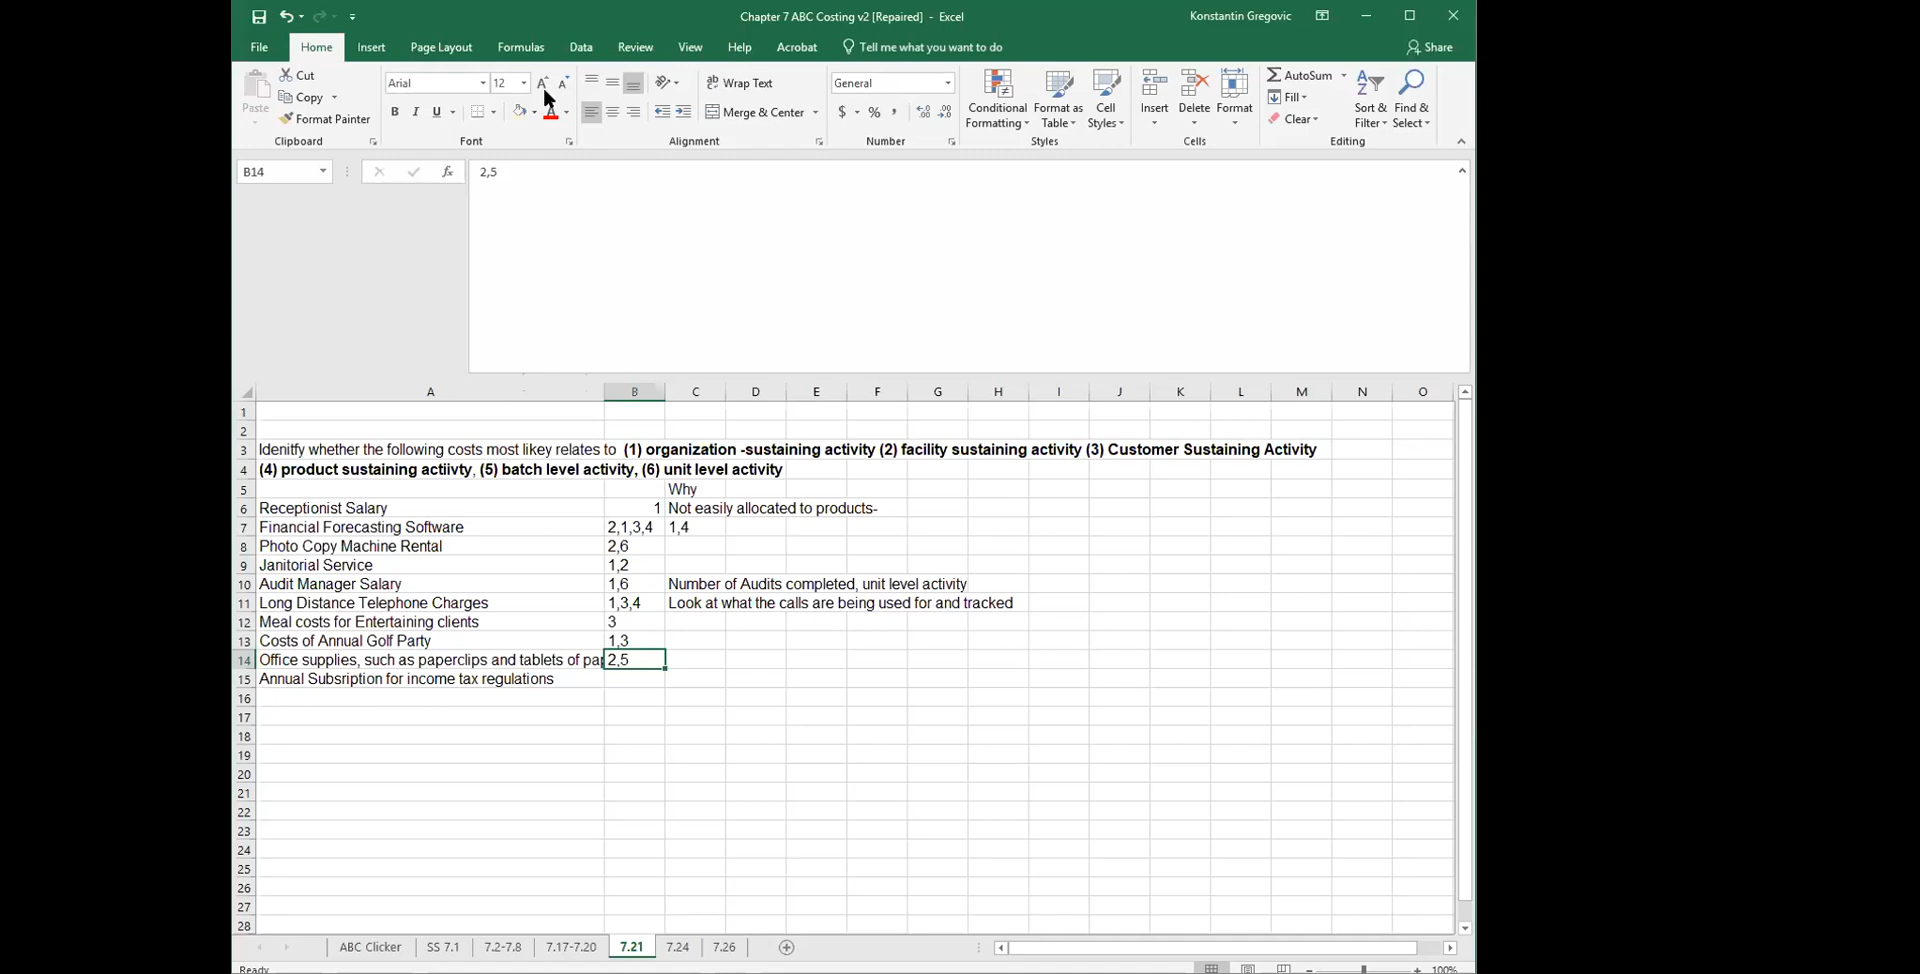 Chapter 7 ABC Costing v2 [Repaired] - Excel
Konstantin Gregovic
File Home Insert Page Layout Formulas Data Review View Help Acrobat Tell me what you want to do Share
Paste
Cut
Copy
Format Painter
Clipboard
Arial 12
B I U
Font
Wrap Text
Merge & Center
Alignment
General
$ % ,
Number
Conditional Formatting
Format as Table
Cell Styles
Styles
Insert Delete Format
Cells
AutoSum
Fill
Clear
Sort & Filter
Find & Select
Editing
B14 fx 2,5
A B C D E F G H I J K L M N O
1
2
3 Idenitfy whether the following costs most likey relates to (1) organization -sustaining activity (2) facility sustaining activity (3) Customer Sustaining Activity
4 (4) product sustaining actiivty, (5) batch level activity, (6) unit level activity
5 Why
6 Receptionist Salary 1 Not easily allocated to products-
7 Financial Forecasting Software 2,1,3,4 1,4
8 Photo Copy Machine Rental 2,6
9 Janitorial Service 1,2
10 Audit Manager Salary 1,6 Number of Audits completed, unit level activity
11 Long Distance Telephone Charges 1,3,4 Look at what the calls are being used for and tracked
12 Meal costs for Entertaining clients 3
13 Costs of Annual Golf Party 1,3
14 Office supplies, such as paperclips and tablets of pap 2,5
15 Annual Subsription for income tax regulations
16
17
18
19
20
21
22
23
24
25
26
27
28
ABC Clicker SS 7.1 7.2-7.8 7.17-7.20 7.21 7.24 7.26
Ready 100%